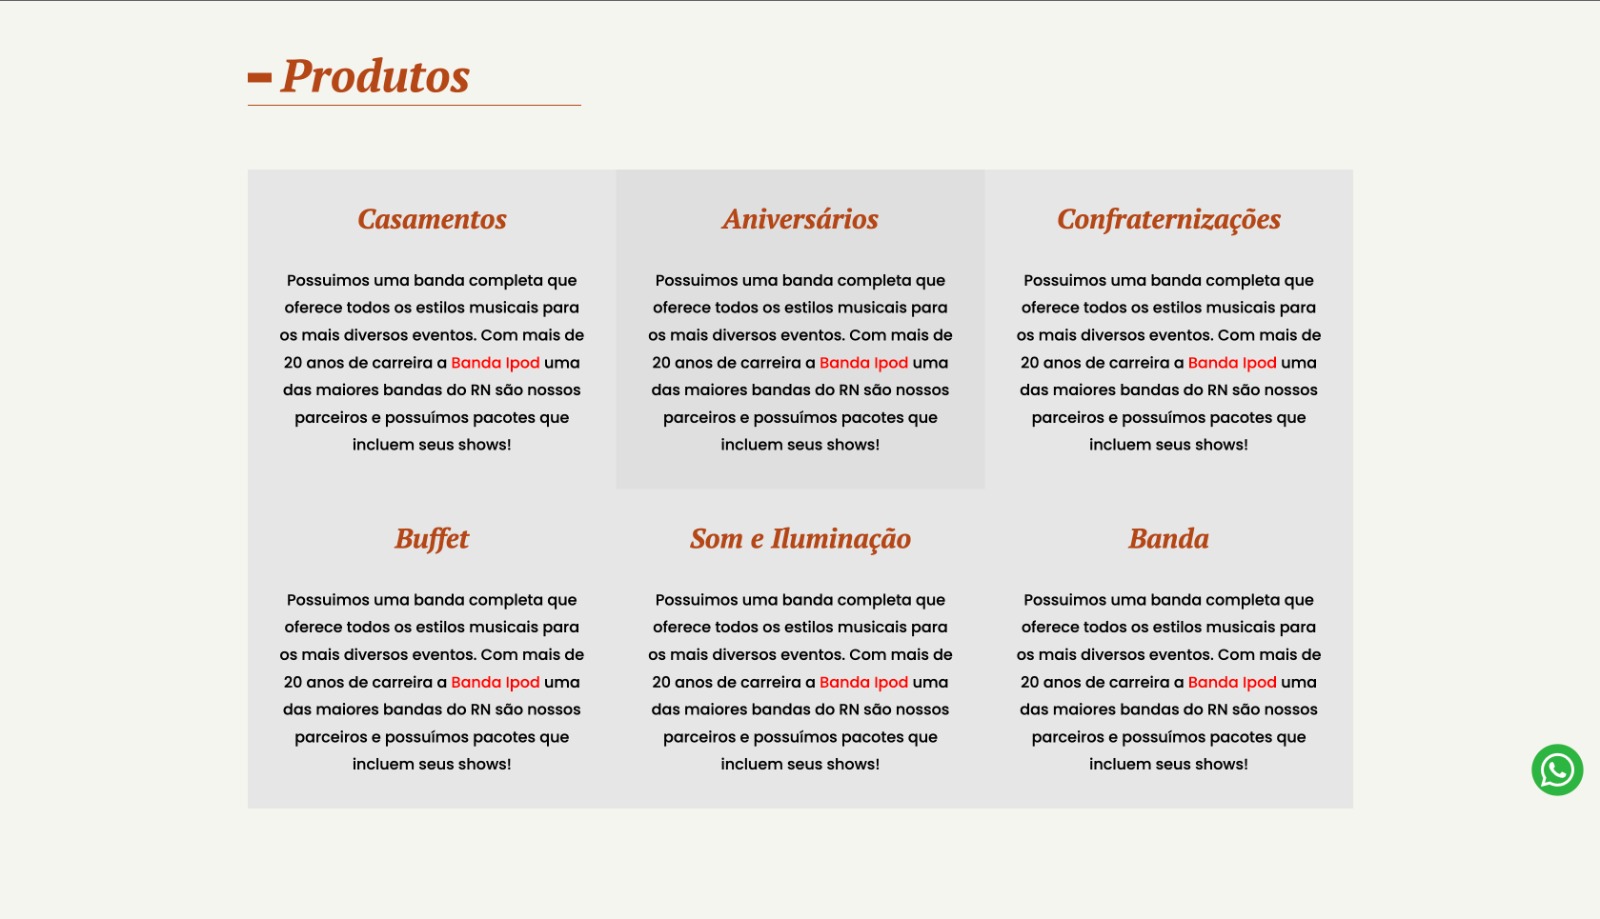 Produtos
Casamentos
Possuimos uma banda completa que
oferece todos os estilos musicais para
os mais diversos eventos. Com mais de
20 anos de carreira a Banda Ipod uma
das maiores bandas do RN são nossos
parceiros e possuímos pacotes que
incluem seus shows!
Aniversários
Possuimos uma banda completa que
oferece todos os estilos musicais para
os mais diversos eventos. Com mais de
20 anos de carreira a Banda Ipod uma
das maiores bandas do RN são nossos
parceiros e possuímos pacotes que
incluem seus shows!
Confraternizações
Possuimos uma banda completa que
oferece todos os estilos musicais para
os mais diversos eventos. Com mais de
20 anos de carreira a Banda Ipod uma
das maiores bandas do RN são nossos
parceiros e possuímos pacotes que
incluem seus shows!
Buffet
Possuimos uma banda completa que
oferece todos os estilos musicais para
os mais diversos eventos. Com mais de
20 anos de carreira a Banda Ipod uma
das maiores bandas do RN são nossos
parceiros e possuímos pacotes que
incluem seus shows!
Som e Iluminação
Possuimos uma banda completa que
oferece todos os estilos musicais para
os mais diversos eventos. Com mais de
20 anos de carreira a Banda Ipod uma
das maiores bandas do RN são nossos
parceiros e possuímos pacotes que
incluem seus shows!
Banda
Possuimos uma banda completa que
oferece todos os estilos musicais para
os mais diversos eventos. Com mais de
20 anos de carreira a Banda Ipod uma
das maiores bandas do RN são nossos
parceiros e possuímos pacotes que
incluem seus shows!